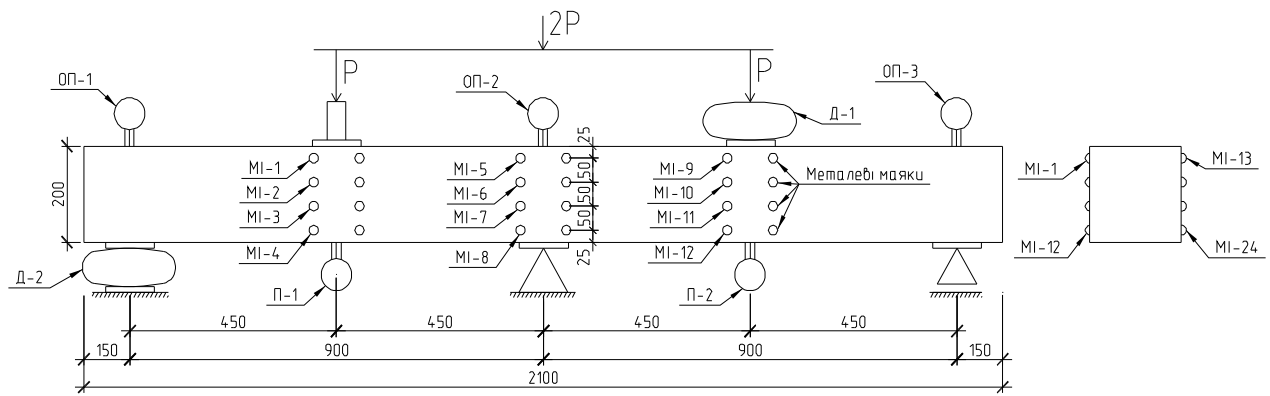 2P
ОП-1
P
ОП-2
P
ОП-3
Д-1
25
МІ-1
МІ-5
МІ-9
50
Металеві маяки
МІ-1
МІ-13
200
МІ-2
МІ-6
МІ-10
50
МІ-3
МІ-7
МІ-11
50
МІ-4
МІ-8
МІ-12
25
МІ-12
МІ-24
Д-2
П-1
П-2
450
450
450
450
150
900
900
150
2100